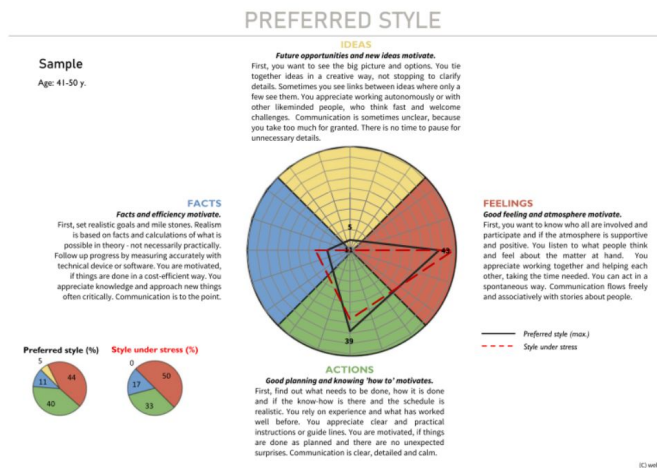 PREFERRED STYLE
Sample
Age: 41-50 y.
IDEAS
Future opportunities and new ideas motivate.
First, you want to see the big picture and options. You tie
together ideas in a creative way, not stopping to clarify
details. Sometimes you see links between ideas where only a
few see them. You appreciate working autonomously or with
other likeminded people, who think fast and welcome
challenges. Communication is sometimes unclear, because
you take too much for granted. There is no time to pause for
unnecessary details.
FACTS
Facts and efficiency motivate.
First, set realistic goals and mile stones. Realism
is based on facts and calculations of what is
possible in theory - not necessarily practically.
Follow up progress by measuring accurately with
technical device or software. You are motivated,
if things are done in a cost-efficient way. You
appreciate knowledge and approach new things
often critically. Communication is to the point.
5
11
39
FEELINGS
Good feeling and atmosphere motivate.
First, you want to know who all are involved and
participate and if the atmosphere is supportive
and positive. You listen to what people think
and feel about the matter at hand. You
appreciate working together and helping each
other, taking the time needed. You can act in a
spontaneous way. Communication flows freely
and associatively with stories about people.
Preferred style (max.)
Style under stress
Preferred style (%)
5
11
44
40
Style under stress (%)
0
17
50
33
ACTIONS
Good planning and knowing 'how to' motivates.
First, find out what needs to be done, how it is done
and if the know-how is there and the schedule is
realistic. You rely on experience and what has worked
well before. You appreciate clear and practical
instructions or guide lines. You are motivated, if things
are done as planned and there are no unexpected
surprises. Communication is clear, detailed and calm.
(C) wel